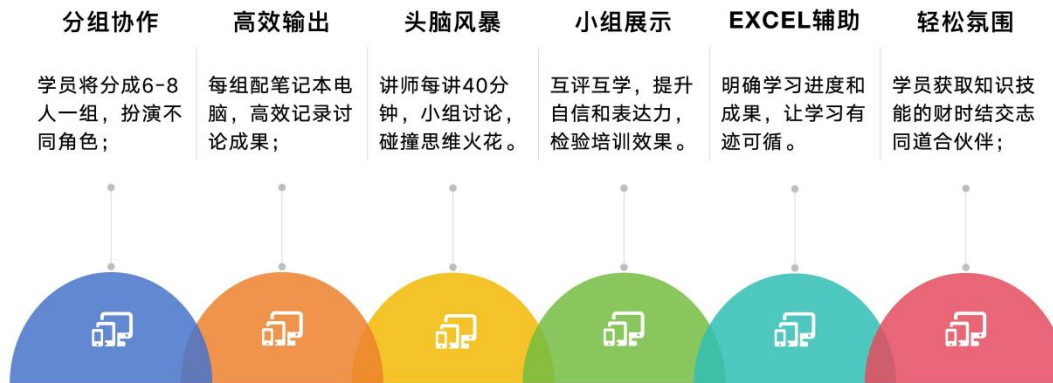 分组协作
学员将分成6-8
人一组，扮演不
同角色；
高效输出
每组配笔记本电
脑，高效记录讨
论成果；
头脑风暴
讲师每讲40分
钟，小组讨论，
碰撞思维火花。
小组展示
互评互学，提升
自信和表达力，
检验培训效果。
EXCEL辅助
明确学习进度和
成果，让学习有
迹可循。
轻松氛围
学员获取知识技
能的财时结交志
同道合伙伴；